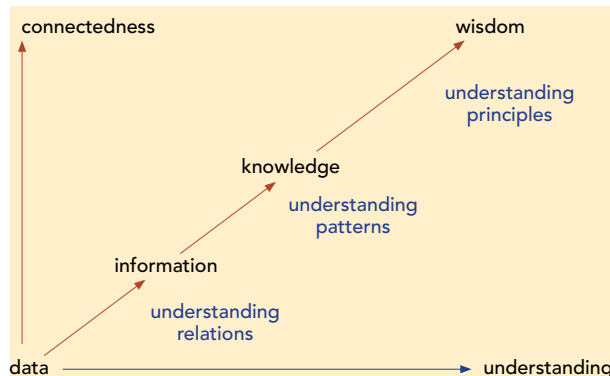 connectedness
wisdom
understanding
principles
knowledge
understanding
patterns
information
understanding
relations
data
understanding